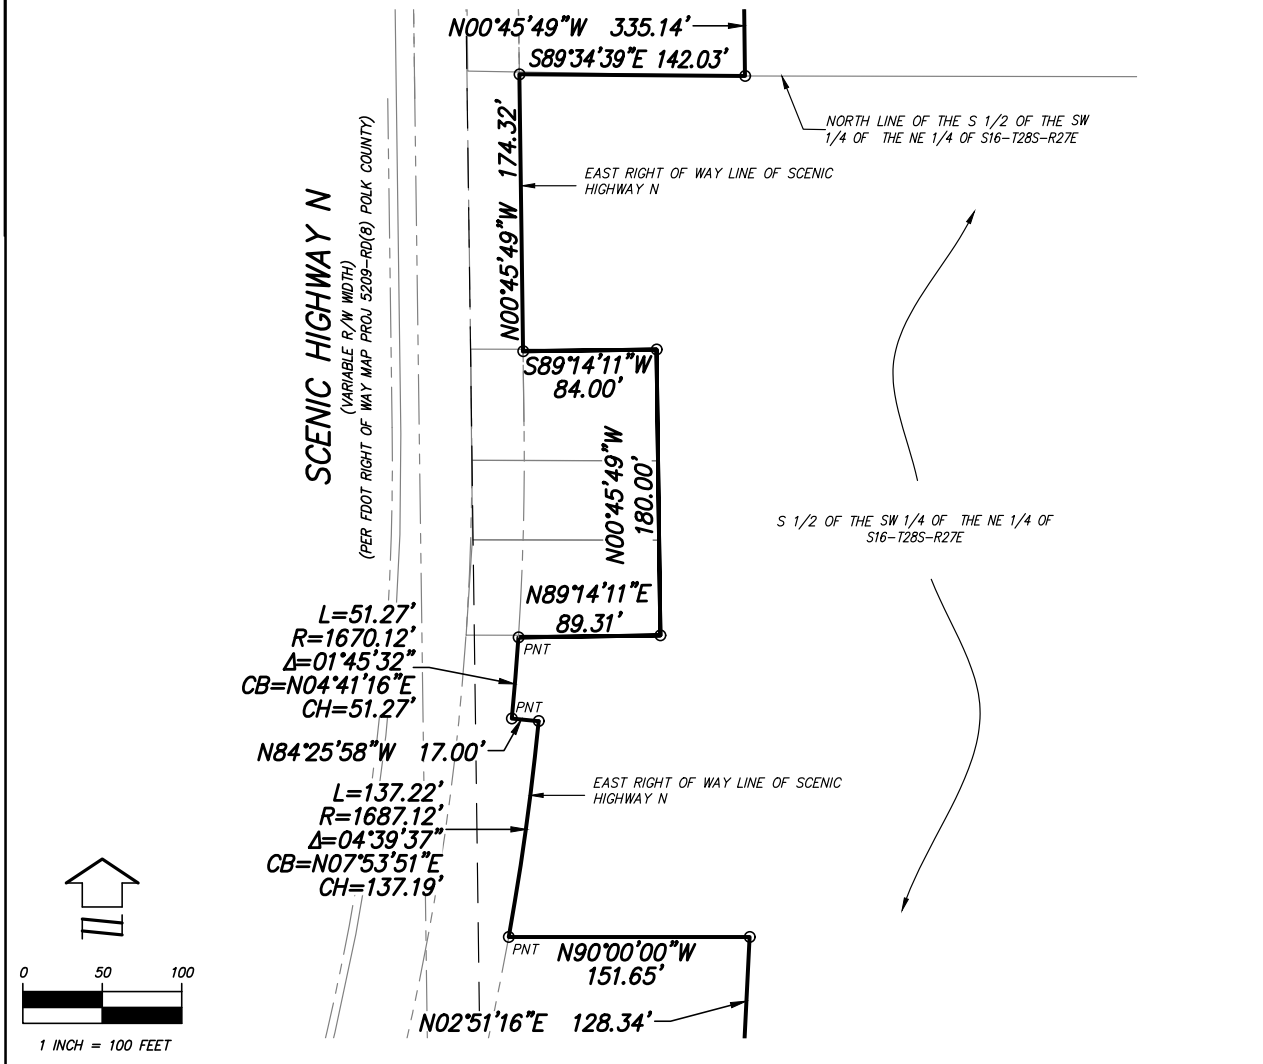 N00°45'49"W 335.14'
S89°34'39"E 142.03'
NORTH LINE OF THE S 1/2 OF THE SW
1/4 OF THE NE 1/4 OF S16-T28S-R27E
N00°45'49"W 174.32'
EAST RIGHT OF WAY LINE OF SCENIC
HIGHWAY N
SCENIC HIGHWAY N
(VARIABLE R/W WIDTH)
(PER FDOT RIGHT OF WAY MAP PROJ 5209-RD(8) POLK COUNTY)
S89°14'11"W
84.00'
N00°45'49"W
180.00'
S 1/2 OF THE SW 1/4 OF THE NE 1/4 OF
S16-T28S-R27E
N89°14'11"E
89.31'
L=51.27'
R=1670.12'
Δ=01°45'32"
CB=N04°41'16"E
CH=51.27'
PNT
PNT
N84°25'58"W 17.00'
EAST RIGHT OF WAY LINE OF SCENIC
HIGHWAY N
L=137.22'
R=1687.12'
Δ=04°39'37"
CB=N07°53'51"E
CH=137.19'
PNT
N90°00'00"W
151.65'
N02°51'16"E 128.34'
0 50 100
1 INCH = 100 FEET